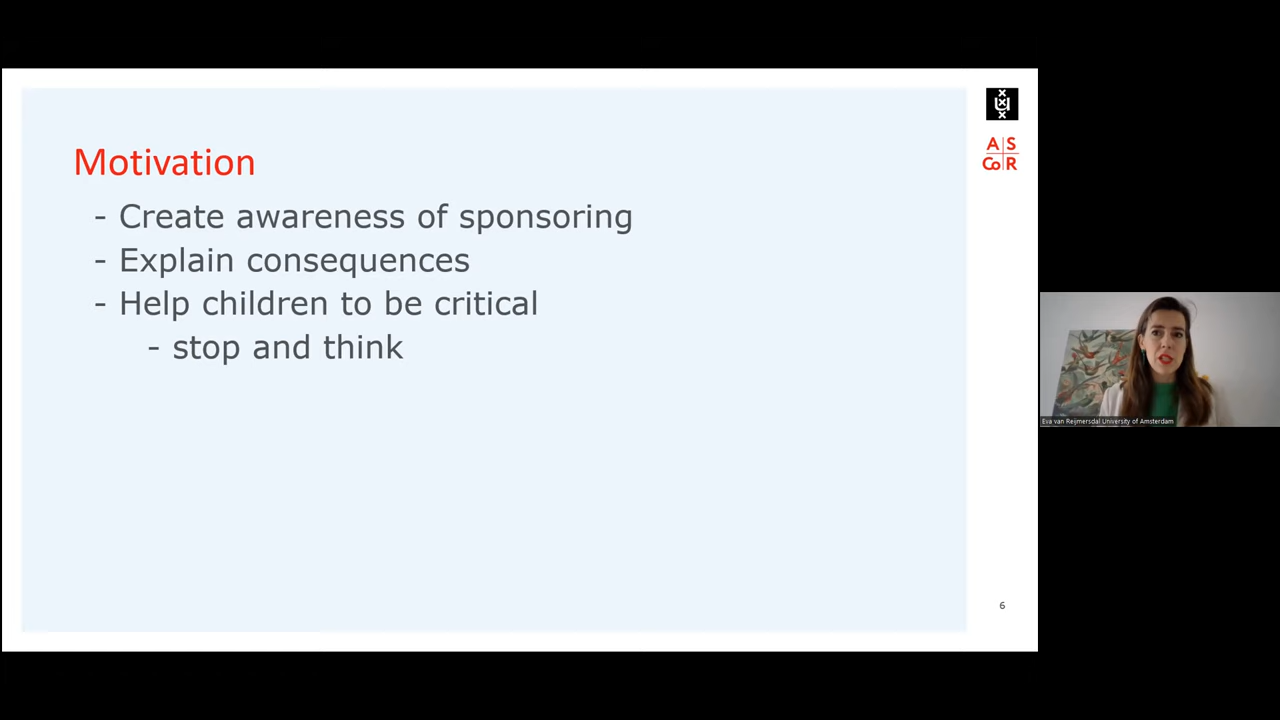 Motivation
- Create awareness of sponsoring
- Explain consequences
- Help children to be critical
- stop and think
A S
Co R
6
Eva van Reijmersdal University of Amsterdam